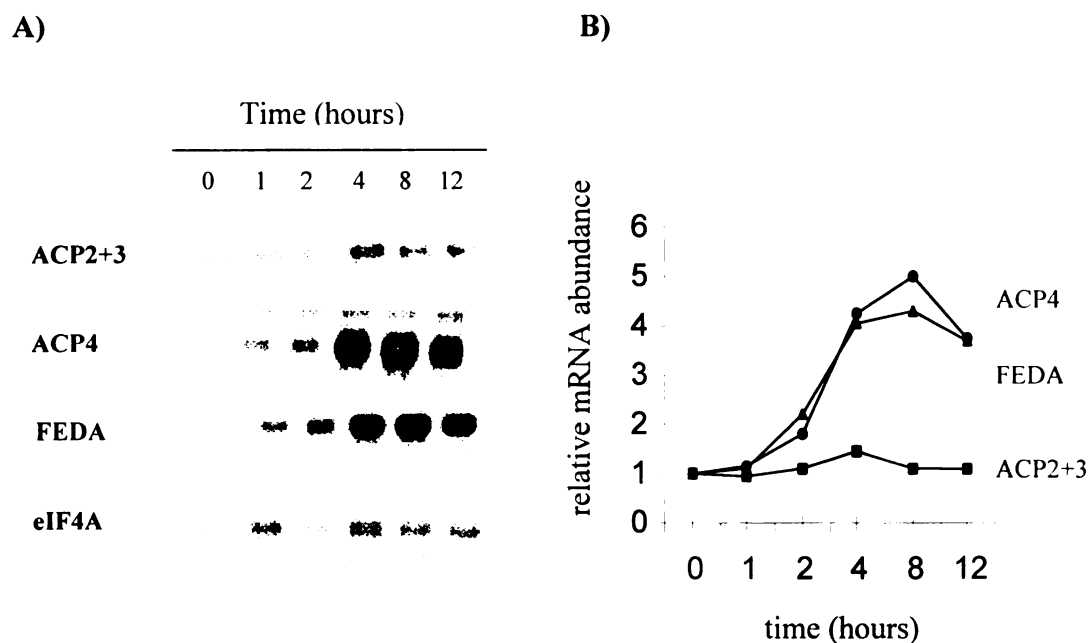 A)
Time (hours)
0 1 2 4 8 12
ACP2+3
ACP4
FEDA
eIF4A
B)
relative mRNA abundance
6
5
4
3
2
1
0
ACP4
FEDA
ACP2+3
0 1 2 4 8 12
time (hours)